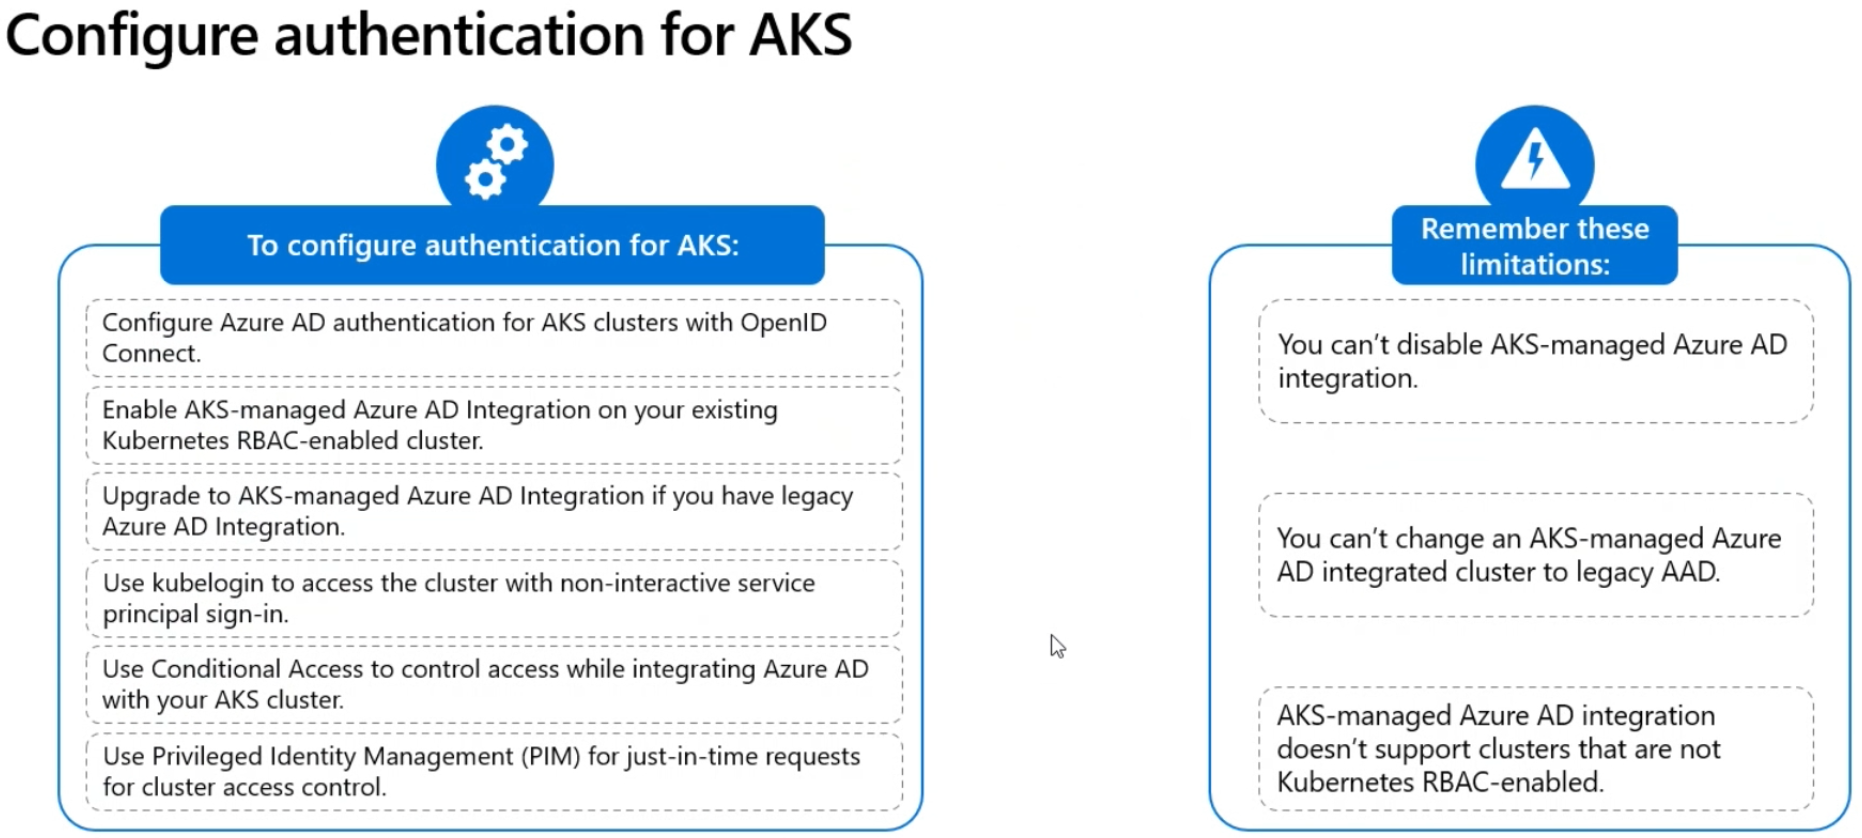 Configure authentication for AKS
To configure authentication for AKS:
Configure Azure AD authentication for AKS clusters with OpenID
Connect.
Enable AKS-managed Azure AD Integration on your existing
Kubernetes RBAC-enabled cluster.
Upgrade to AKS-managed Azure AD Integration if you have legacy
Azure AD Integration.
Use kubelogin to access the cluster with non-interactive service
principal sign-in.
Use Conditional Access to control access while integrating Azure AD
with your AKS cluster.
Use Privileged Identity Management (PIM) for just-in-time requests
for cluster access control.
Remember these
limitations:
You can’t disable AKS-managed Azure AD
integration.
You can’t change an AKS-managed Azure
AD integrated cluster to legacy AAD.
AKS-managed Azure AD integration
doesn’t support clusters that are not
Kubernetes RBAC-enabled.